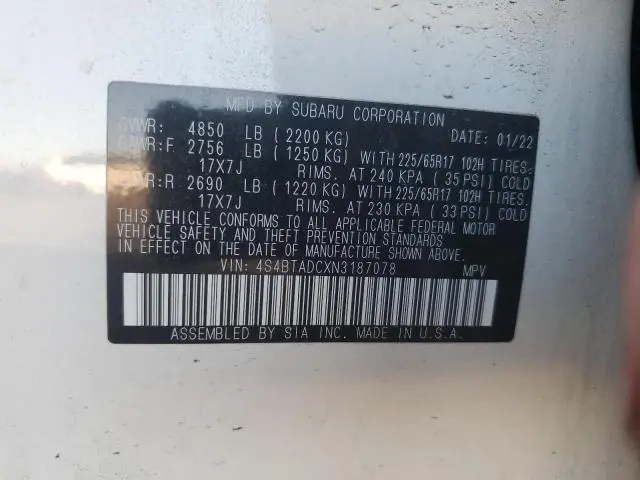 MFD BY SUBARU CORPORATION
GVWR: 4850 LB (2200 KG) DATE: 01/22
GAWR:F 2756 LB (1250 KG) WITH 225/65R17 102H TIRES.
17X7J RIMS. AT 240 KPA (35 PSI) COLD
GAWR:R 2690 LB (1220 KG) WITH 225/65R17 102H TIRES.
17X7J RIMS. AT 230 KPA (33 PSI) COLD
THIS VEHICLE CONFORMS TO ALL APPLICABLE FEDERAL MOTOR
VEHICLE SAFETY AND THEFT PREVENTION STANDARDS IN
EFFECT ON THE DATE OF MANUFACTURE SHOWN ABOVE.
VIN: 4S4BTADCXN3187078 MPV
ASSEMBLED BY SIA INC. MADE IN U.S.A.